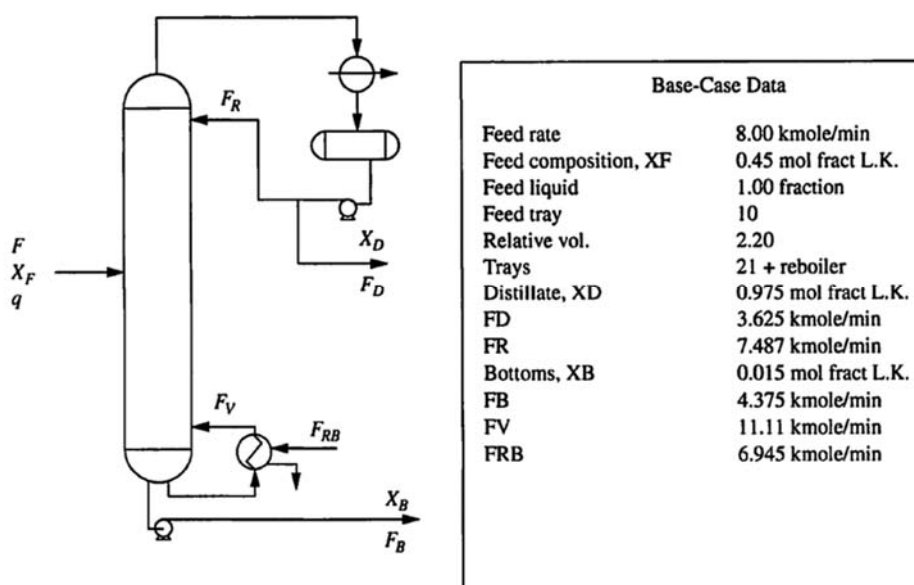 F_R
X_D
F_D
F
X_F
q
F_V
F_RB
X_B
F_B
Base-Case Data
Feed rate 8.00 kmole/min
Feed composition, XF 0.45 mol fract L.K.
Feed liquid 1.00 fraction
Feed tray 10
Relative vol. 2.20
Trays 21 + reboiler
Distillate, XD 0.975 mol fract L.K.
FD 3.625 kmole/min
FR 7.487 kmole/min
Bottoms, XB 0.015 mol fract L.K.
FB 4.375 kmole/min
FV 11.11 kmole/min
FRB 6.945 kmole/min